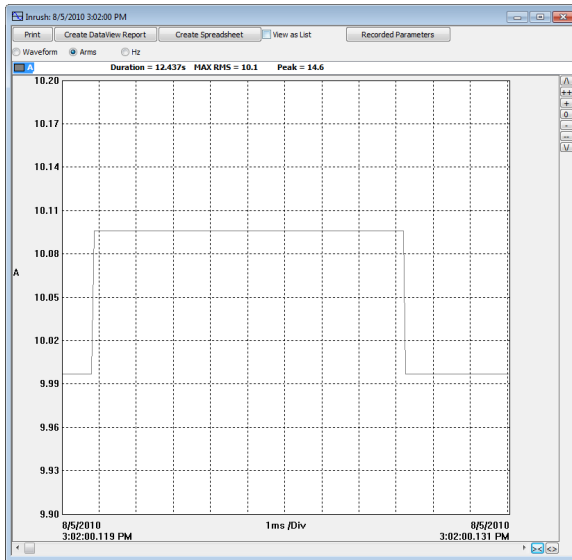 Inrush: 8/5/2010 3:02:00 PM
Print Create DataView Report Create Spreadsheet View as List Recorded Parameters
Waveform Arms Hz
A Duration = 12.437s MAX RMS = 10.1 Peak = 14.6
10.20
10.17
10.14
10.11
10.08
A
10.05
10.02
9.99
9.96
9.93
9.90
8/5/2010 1ms /Div 8/5/2010
3:02:00.119 PM 3:02:00.131 PM
/\
++
+
0
-
--
\/
>< <>